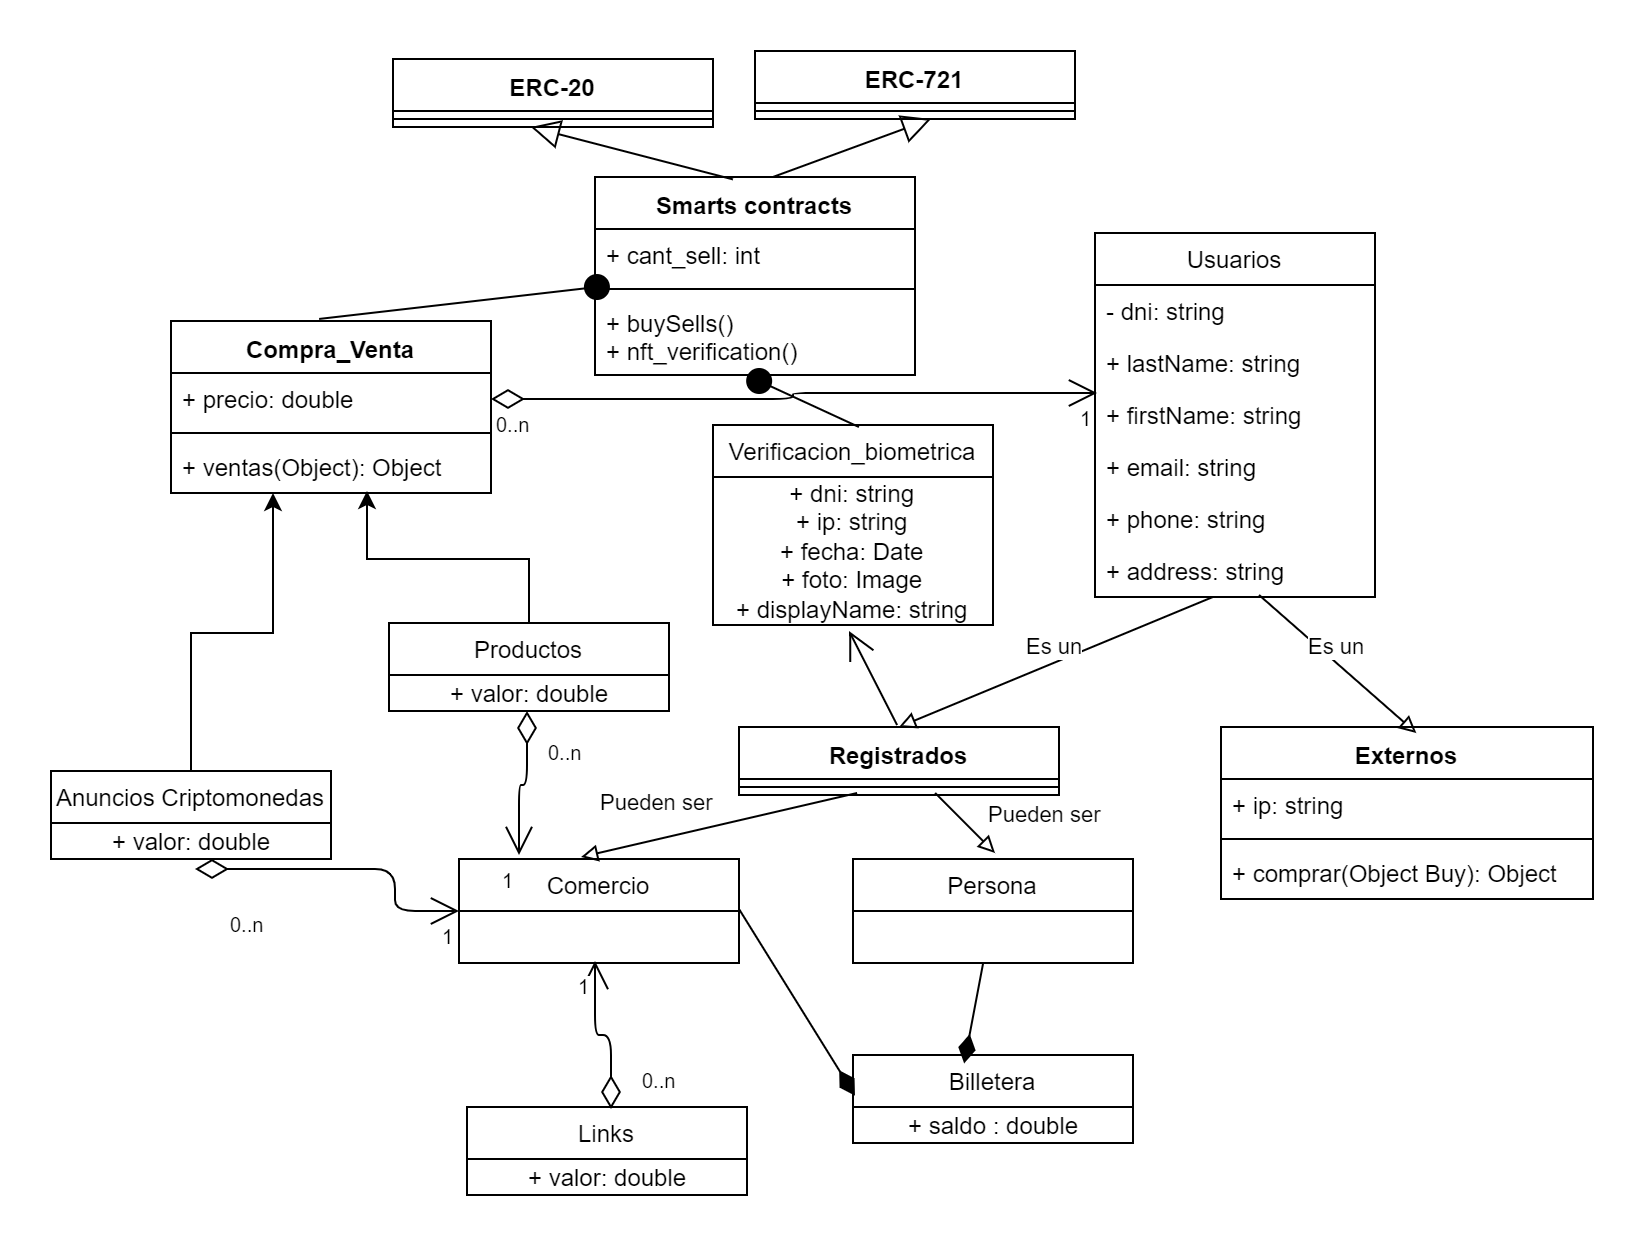 ERC-20
ERC-721
Smarts contracts
+ cant_sell: int
+ buySells()
+ nft_verification()
Usuarios
- dni: string
+ lastName: string
+ firstName: string
+ email: string
+ phone: string
+ address: string
Compra_Venta
+ precio: double
+ ventas(Object): Object
0..n
1
Verificacion_biometrica
+ dni: string
+ ip: string
+ fecha: Date
+ foto: Image
+ displayName: string
Es un
Es un
Productos
+ valor: double
0..n
Registrados
Externos
+ ip: string
+ comprar(Object Buy): Object
Anuncios Criptomonedas
+ valor: double
0..n
1
Pueden ser
Pueden ser
1
Comercio
Persona
1
0..n
Links
+ valor: double
Billetera
+ saldo : double